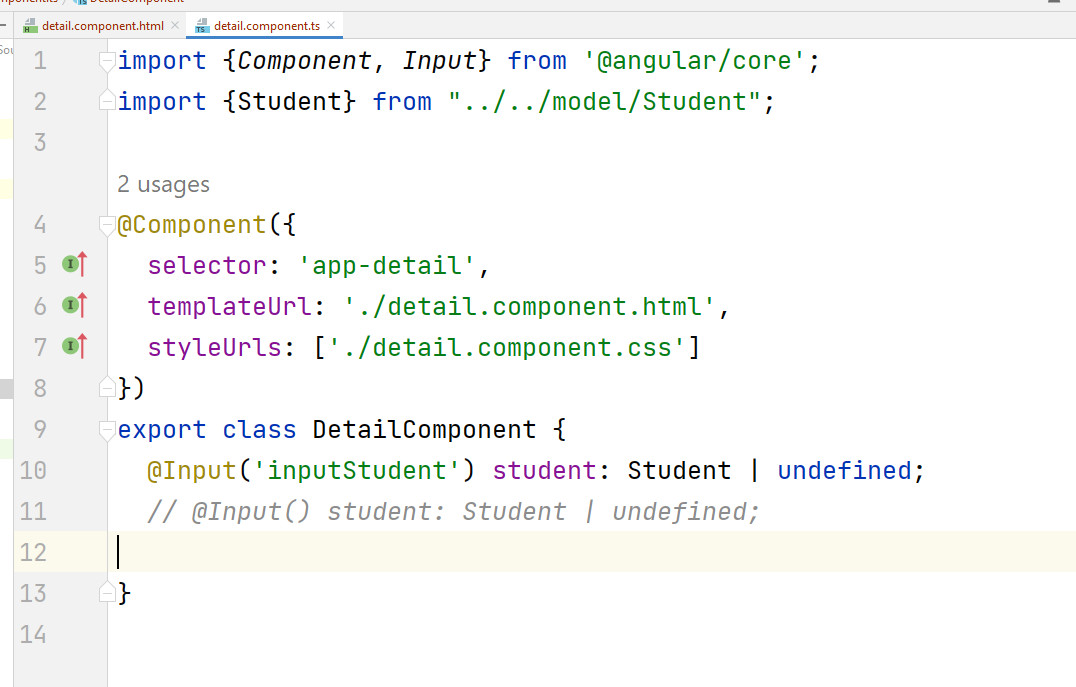 detail.component.html × detail.component.ts ×
1 import {Component, Input} from '@angular/core';
2 import {Student} from "../../model/Student";
3
2 usages
4 @Component({
5 selector: 'app-detail',
6 templateUrl: './detail.component.html',
7 styleUrls: ['./detail.component.css']
8 })
9 export class DetailComponent {
10 @Input('inputStudent') student: Student | undefined;
11 // @Input() student: Student | undefined;
12
13 }
14